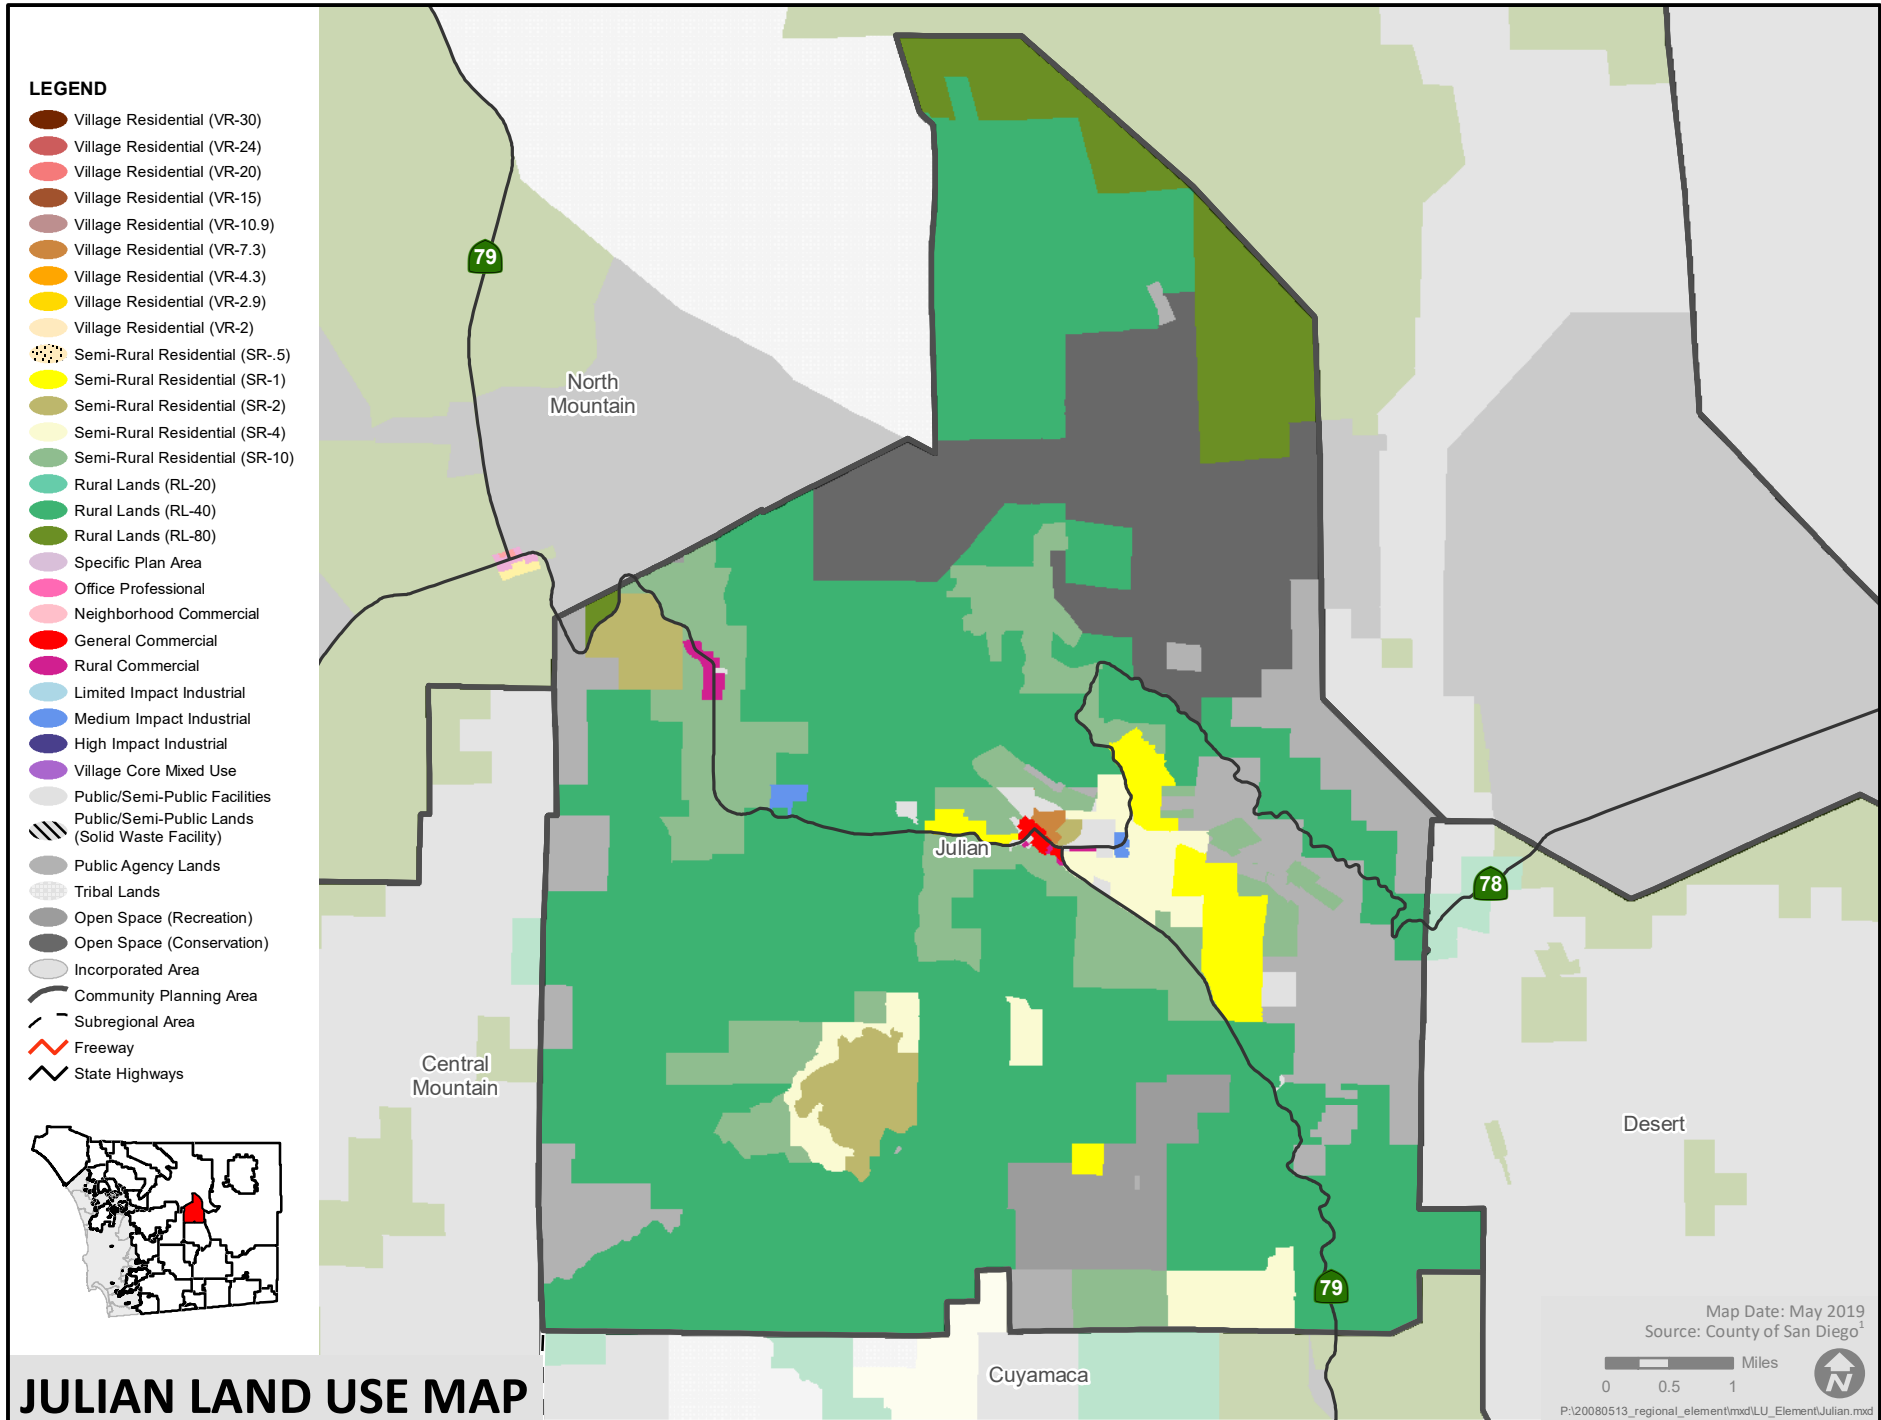 LEGEND
Village Residential (VR-30)
Village Residential (VR-24)
Village Residential (VR-20)
Village Residential (VR-15)
Village Residential (VR-10.9)
Village Residential (VR-7.3)
Village Residential (VR-4.3)
Village Residential (VR-2.9)
Village Residential (VR-2)
Semi-Rural Residential (SR-.5)
Semi-Rural Residential (SR-1)
Semi-Rural Residential (SR-2)
Semi-Rural Residential (SR-4)
Semi-Rural Residential (SR-10)
Rural Lands (RL-20)
Rural Lands (RL-40)
Rural Lands (RL-80)
Specific Plan Area
Office Professional
Neighborhood Commercial
General Commercial
Rural Commercial
Limited Impact Industrial
Medium Impact Industrial
High Impact Industrial
Village Core Mixed Use
Public/Semi-Public Facilities
Public/Semi-Public Lands
(Solid Waste Facility)
Public Agency Lands
Tribal Lands
Open Space (Recreation)
Open Space (Conservation)
Incorporated Area
Community Planning Area
Subregional Area
Freeway
State Highways
JULIAN LAND USE MAP
79
North
Mountain
Julian
78
Central
Mountain
Desert
79
Cuyamaca
Map Date: May 2019
Source: County of San Diego1
Miles
0 0.5 1
N
P:\20080513_regional_element\mxd\LU_Element\Julian.mxd